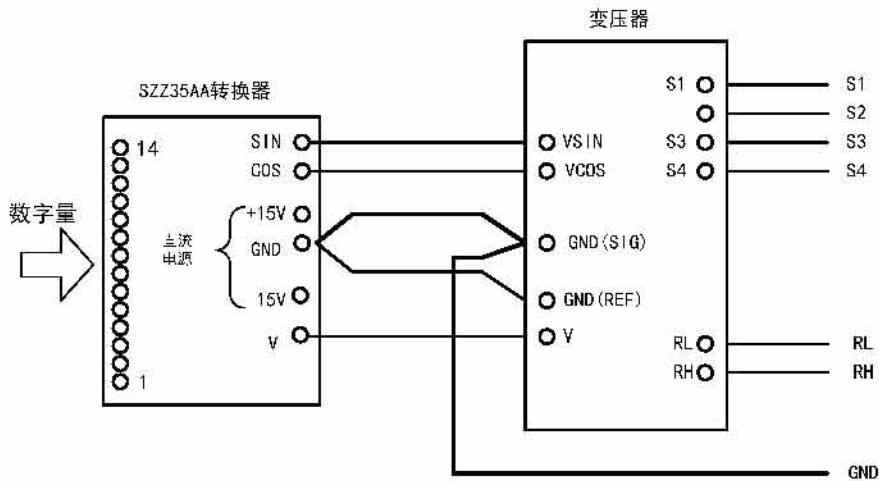 变压器
SZZ35AA转换器
数字量
14
1
SIN
COS
+15V
直流
电源
GND
15V
V
VSIN
VCOS
GND(SIG)
GND(REF)
V
S1
S3
S4
RL
RH
S1
S2
S3
S4
RL
RH
GND